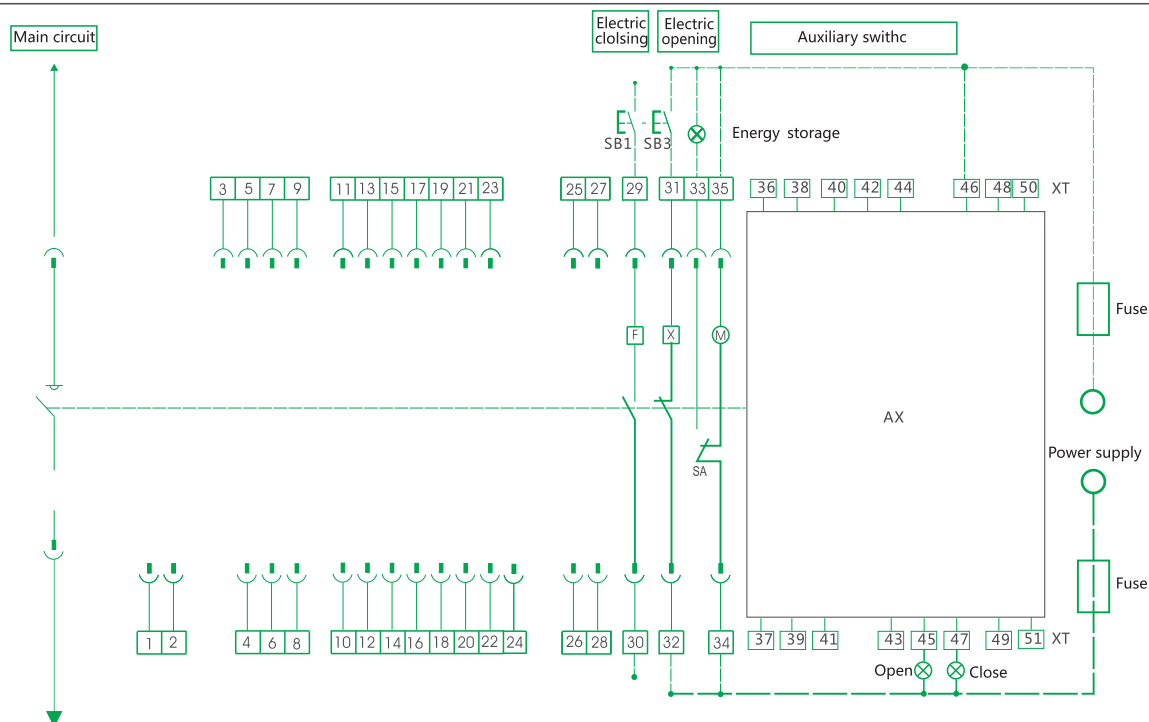 Electric
clolsing
Electric
opening
Main circuit
Auxiliary swithc
Energy storage
SB1
SB3
3 5 7 9
11 13 15 17 19 21 23
25 27
29
31 33 35
36 38 40 42 44 46 48 50 XT
Fuse
F
X
M
AX
Power supply
SA
Fuse
1 2
4 6 8
10 12 14 16 18 20 22 24
26 28
30
32
34
37 39 41 43 45 47 49 51 XT
Open
Close